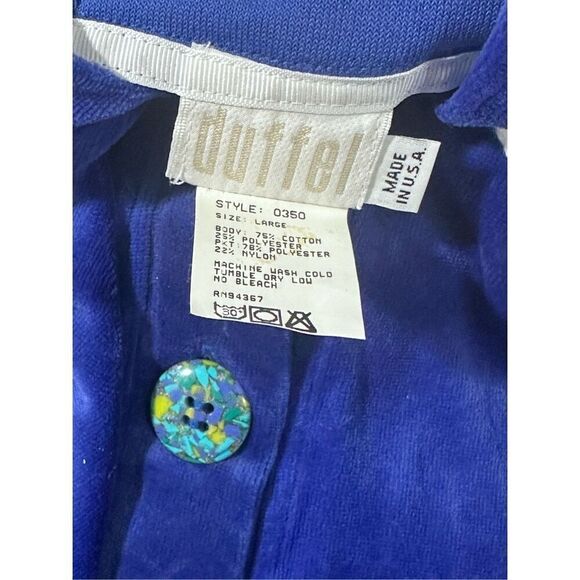 duffel
MADE
IN U.S.A.
STYLE: 0350
SIZE: LARGE
BODY: 75% COTTON
25% POLYESTER
PKT: 78% POLYESTER
22% NYLON
MACHINE WASH COLD
TUMBLE DRY LOW
NO BLEACH
RN94367
30°